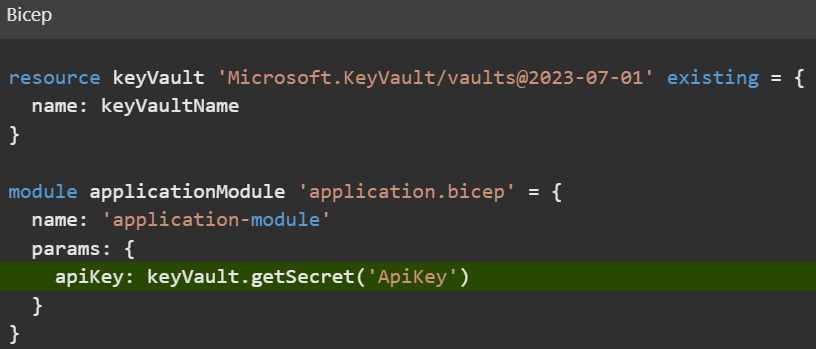 Bicep
resource keyVault 'Microsoft.KeyVault/vaults@2023-07-01' existing = {
  name: keyVaultName
}
module applicationModule 'application.bicep' = {
  name: 'application-module'
  params: {
    apiKey: keyVault.getSecret('ApiKey')
  }
}